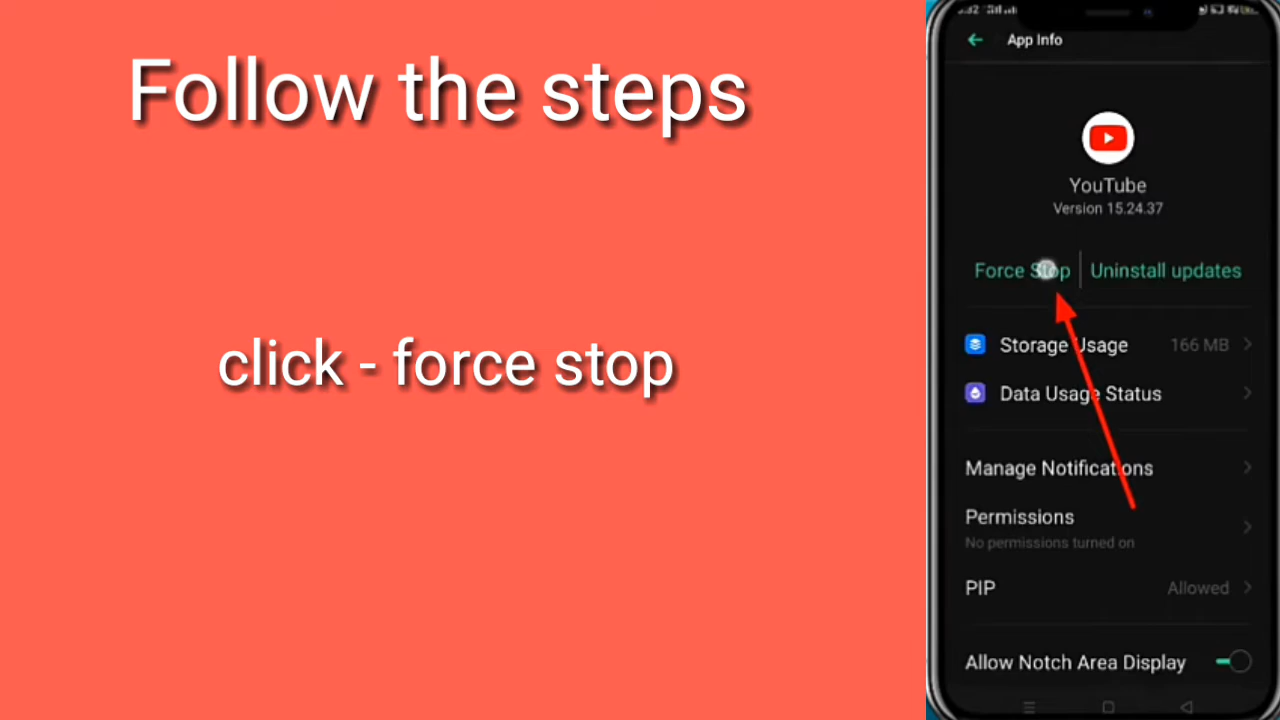 Follow the steps
click - force stop
App Info
YouTube
Version 15.24.37
Force Stop
Uninstall updates
Storage Usage 166 MB
Data Usage Status
Manage Notifications
Permissions
No permissions turned on
PIP Allowed
Allow Notch Area Display